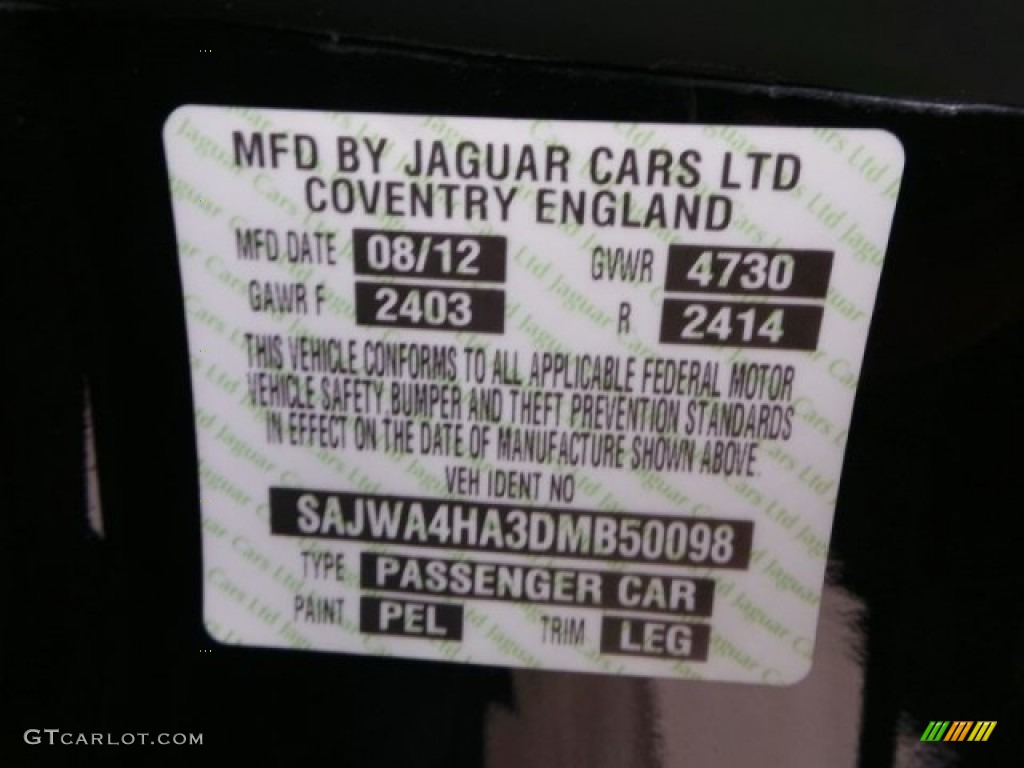 MFD BY JAGUAR CARS LTD
COVENTRY ENGLAND
MFD DATE 08/12 GVWR 4730
GAWR F 2403 R 2414
THIS VEHICLE CONFORMS TO ALL APPLICABLE FEDERAL MOTOR
VEHICLE SAFETY BUMPER AND THEFT PREVENTION STANDARDS
IN EFFECT ON THE DATE OF MANUFACTURE SHOWN ABOVE.
VEH IDENT NO
SAJWA4HA3DMB50098
TYPE PASSENGER CAR
PAINT PEL TRIM LEG
GTCARLOT.COM